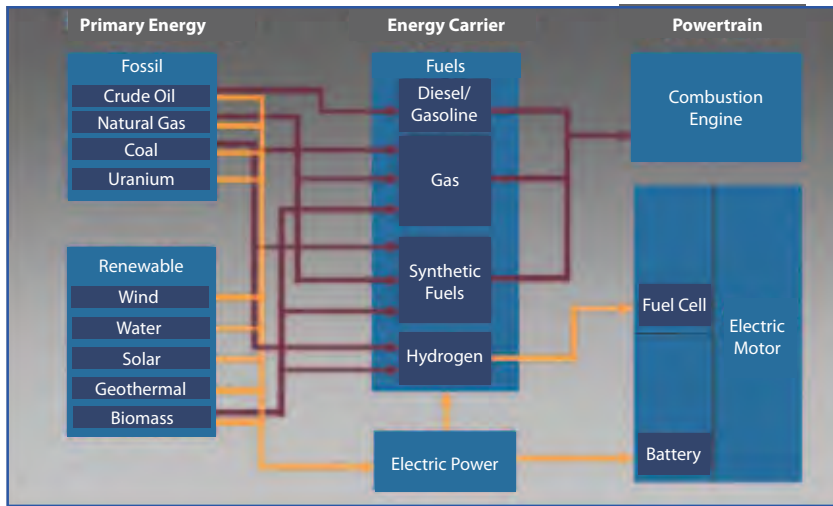 Primary Energy
Energy Carrier
Powertrain
Fossil
Crude Oil
Natural Gas
Coal
Uranium
Renewable
Wind
Water
Solar
Geothermal
Biomass
Fuels
Diesel/
Gasoline
Gas
Synthetic
Fuels
Hydrogen
Electric Power
Combustion
Engine
Fuel Cell
Electric
Motor
Battery